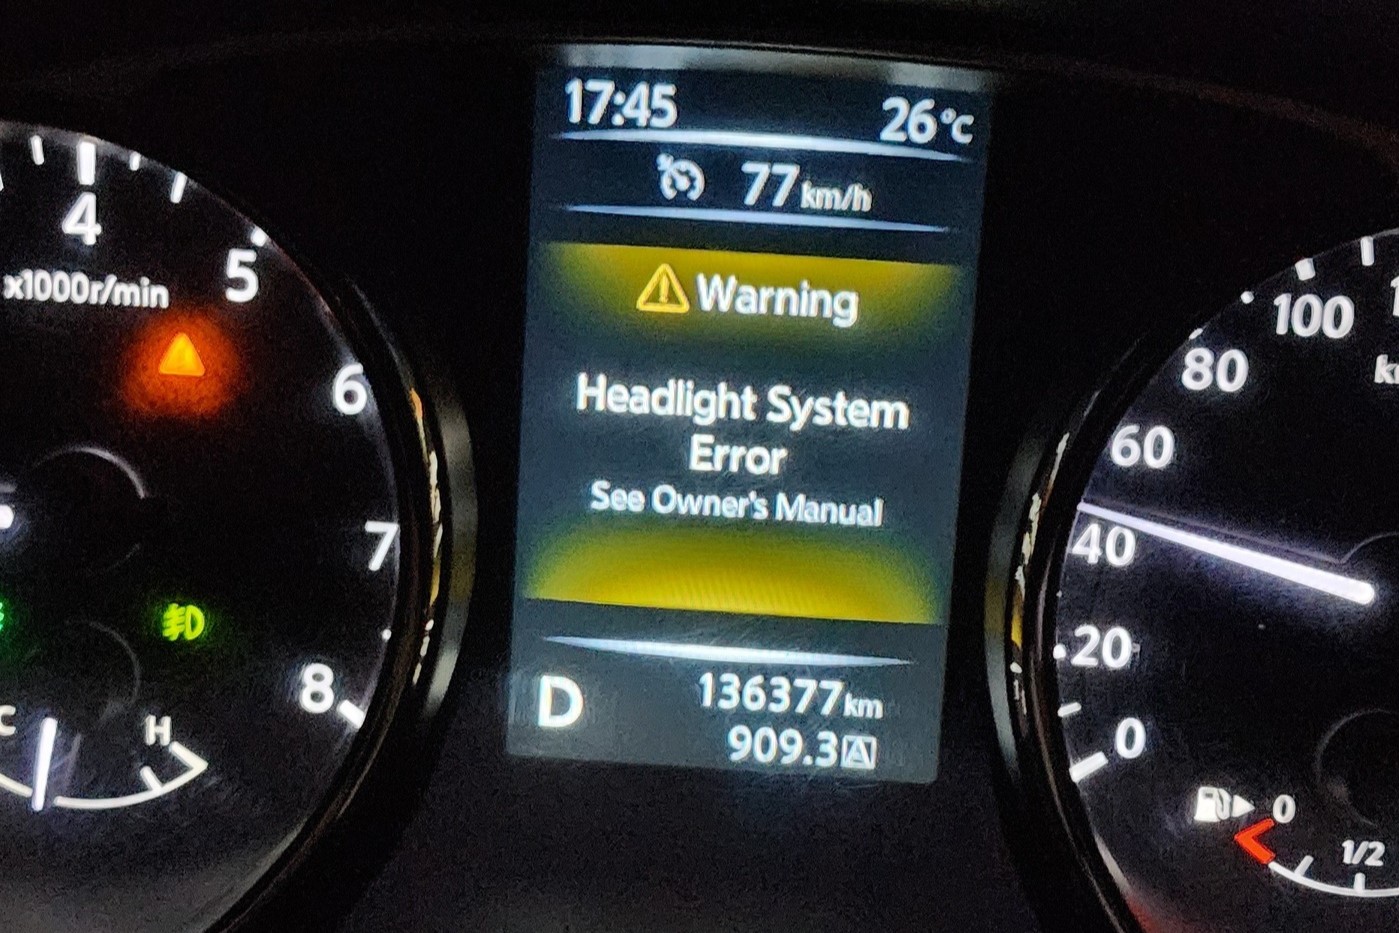 17:45 26°C
77 km/h
Warning
Headlight System
Error
See Owner's Manual
D 136377 km
909.3 A
4
5
6
7
8
x1000r/min
C H
100
80
60
40
20
0
0
1/2